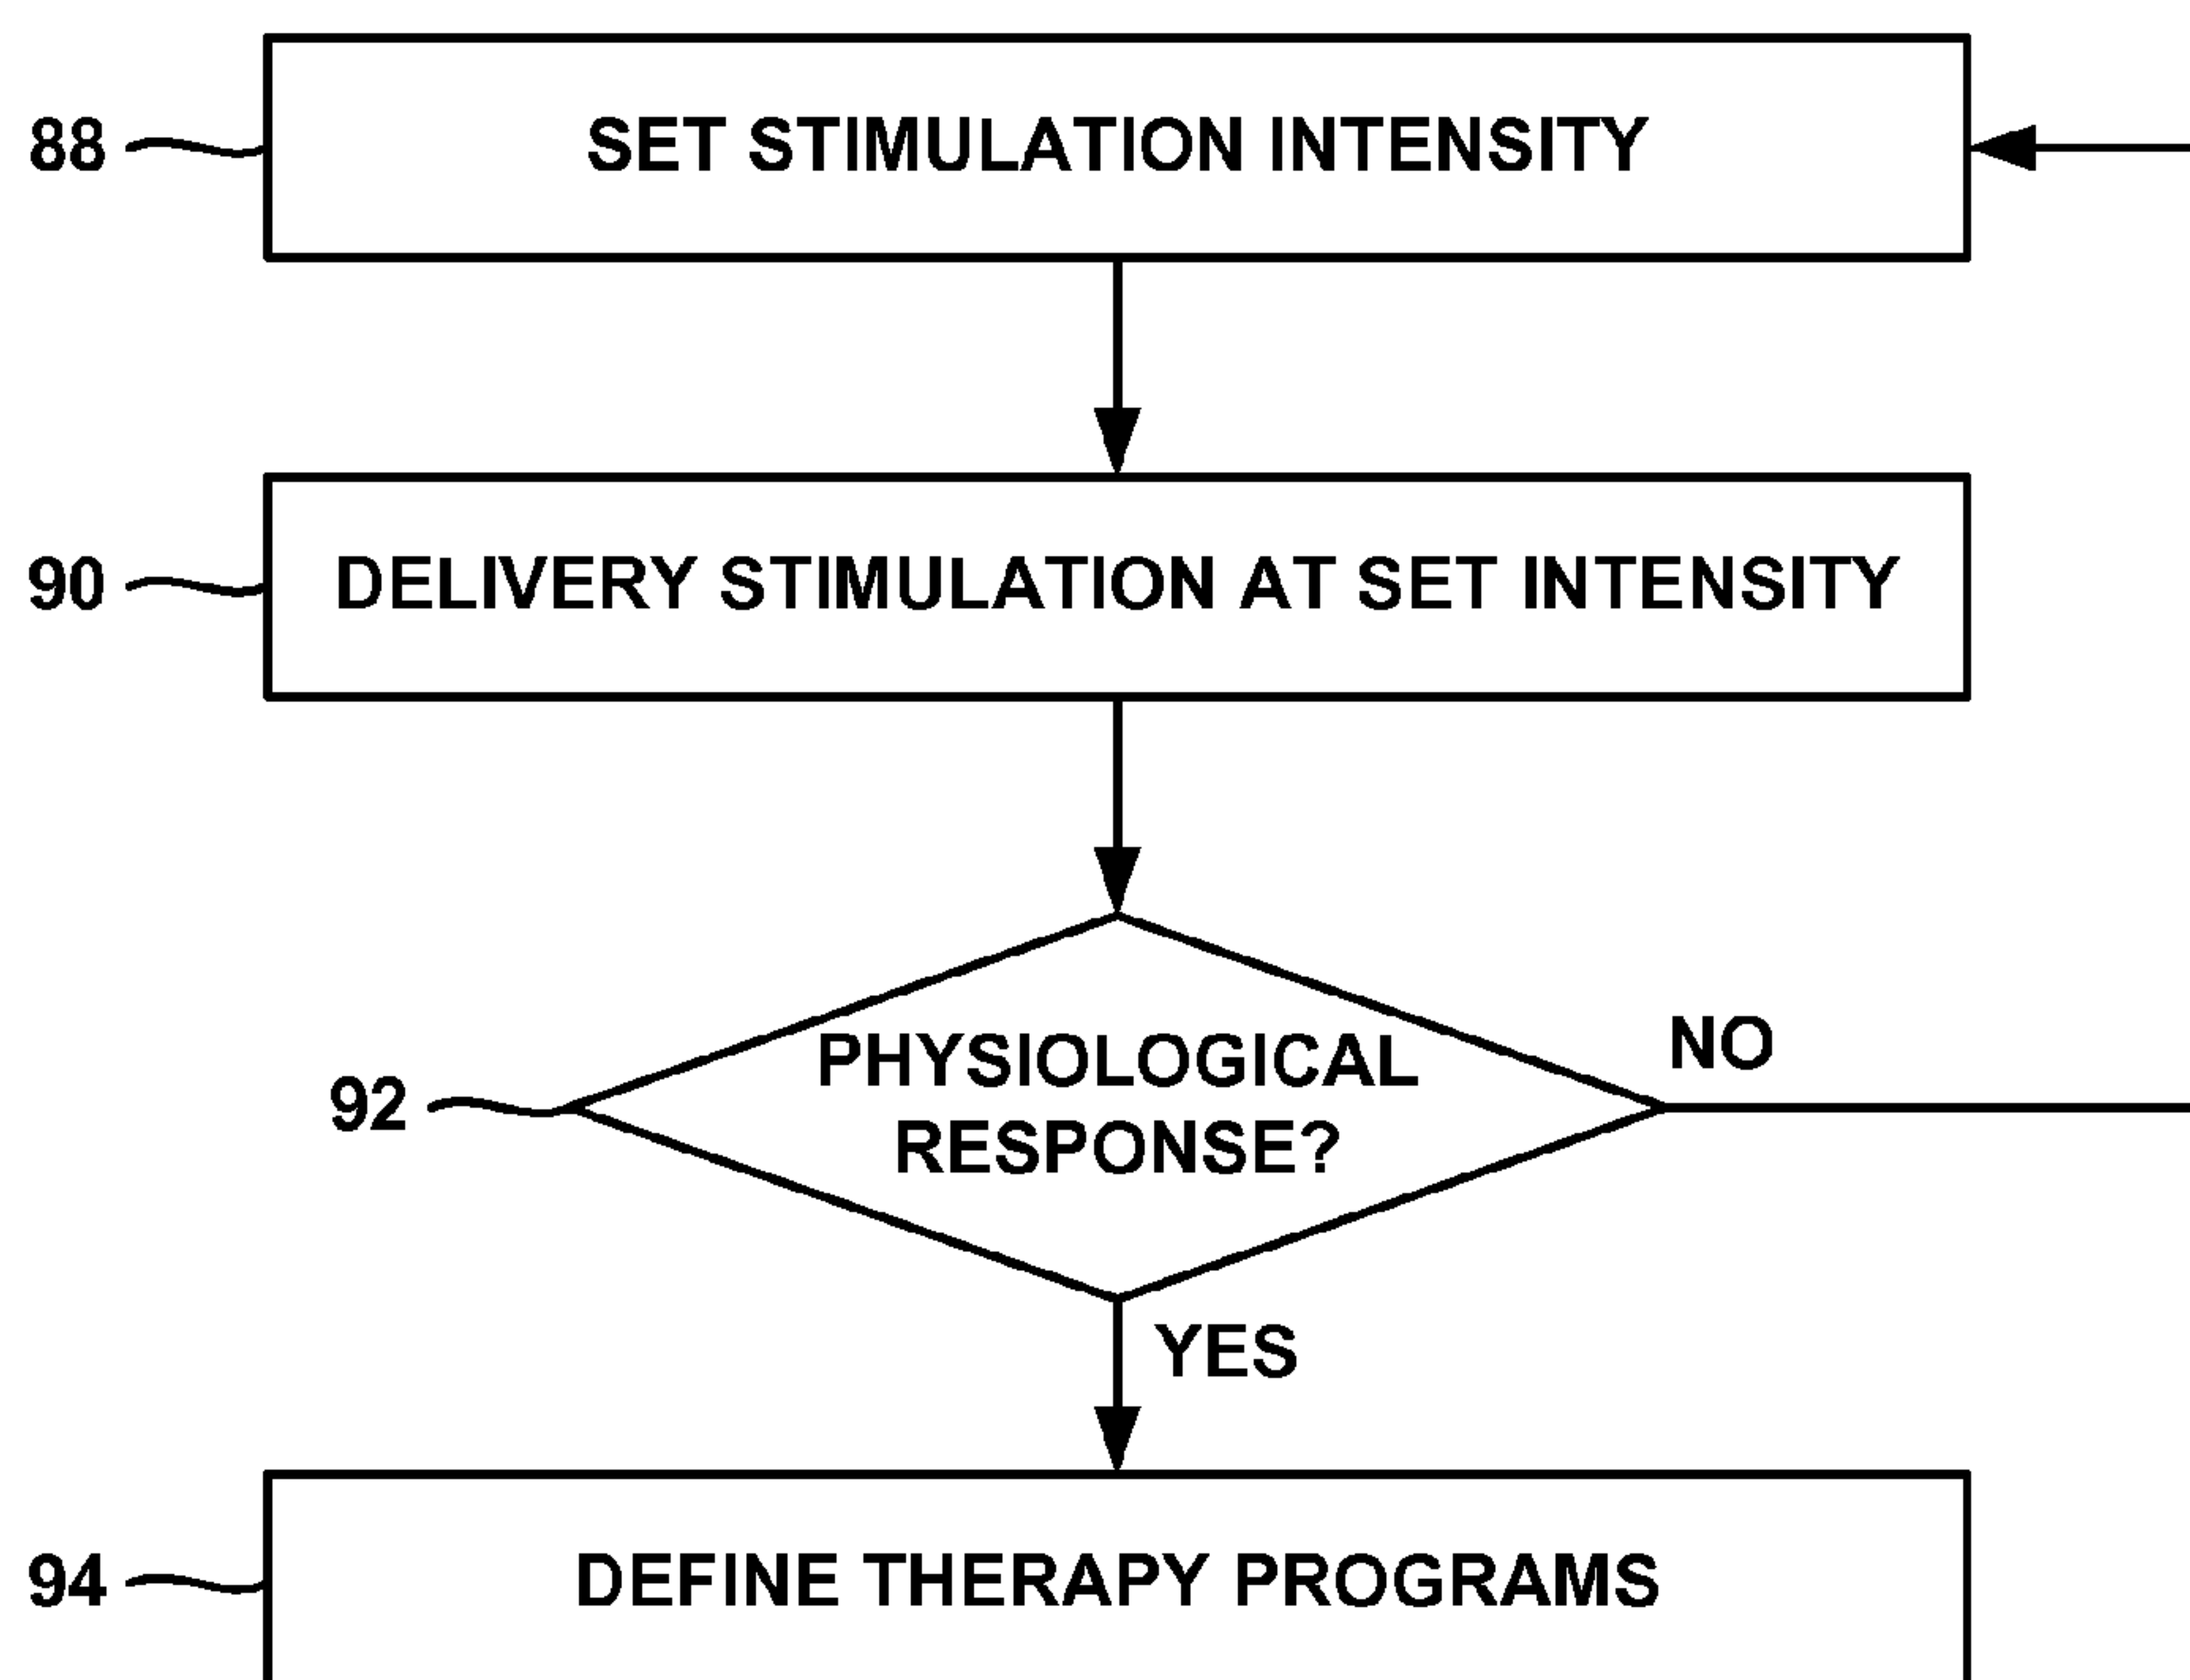 88
SET STIMULATION INTENSITY
90
DELIVERY STIMULATION AT SET INTENSITY
92
PHYSIOLOGICAL
RESPONSE?
NO
YES
94
DEFINE THERAPY PROGRAMS